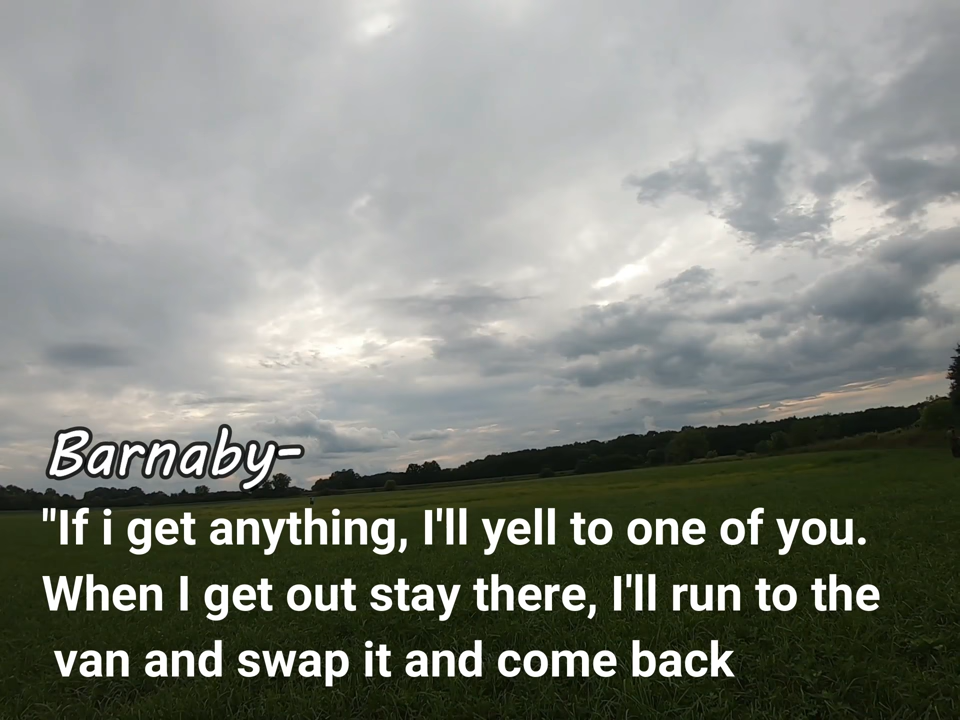 Barnaby-
"If i get anything, I'll yell to one of you.
When I get out stay there, I'll run to the
van and swap it and come back